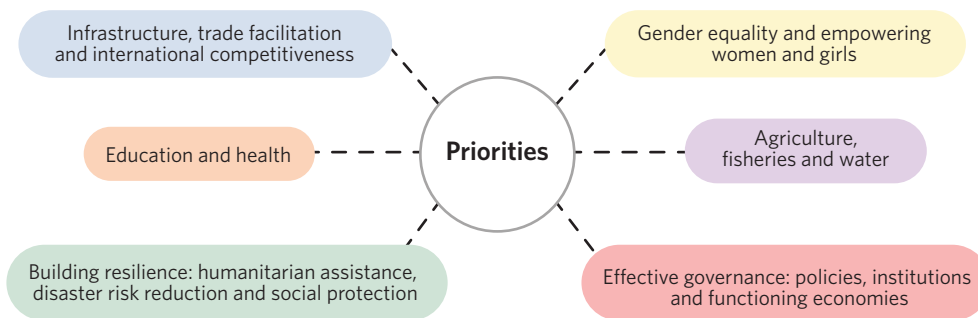 Infrastructure, trade facilitation
and international competitiveness
Gender equality and empowering
women and girls
Education and health
Priorities
Agriculture,
fisheries and water
Building resilience: humanitarian assistance,
disaster risk reduction and social protection
Effective governance: policies, institutions
and functioning economies